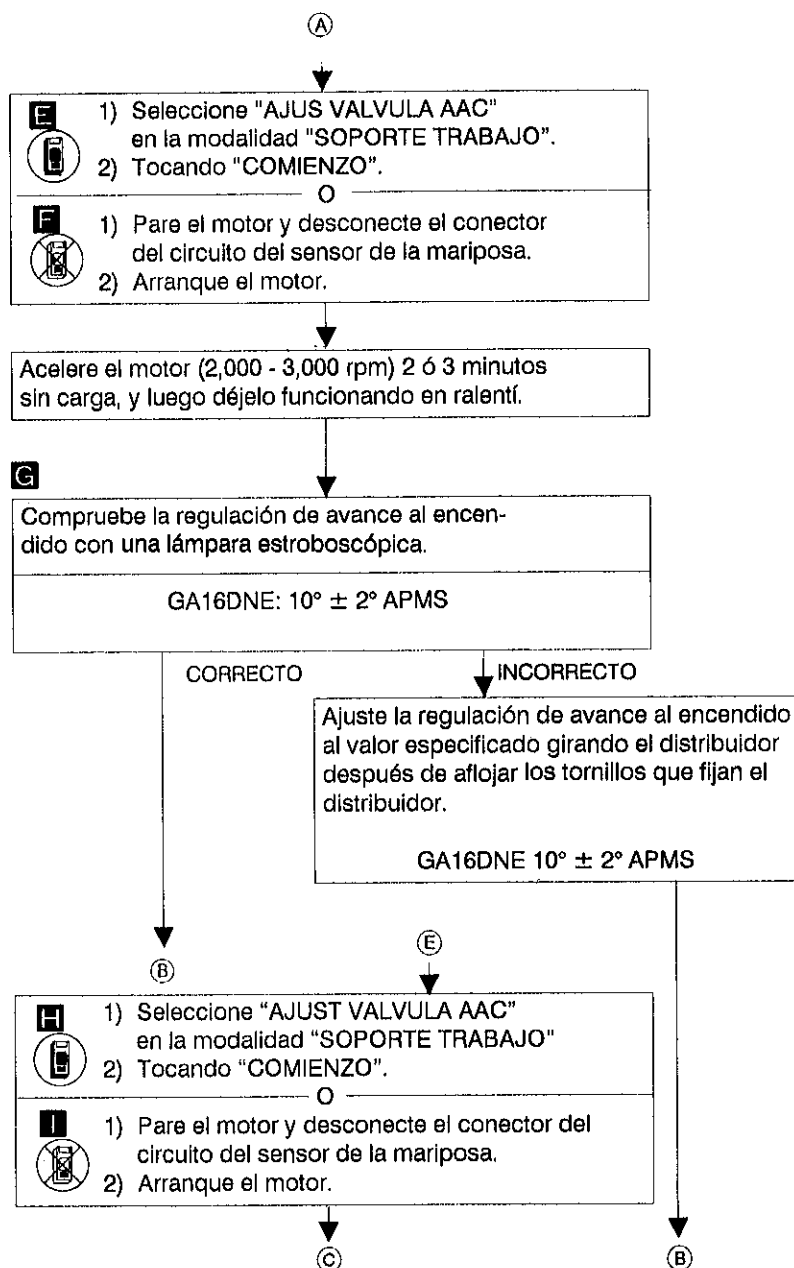 A
E 1) Seleccione "AJUS VALVULA AAC"
en la modalidad "SOPORTE TRABAJO".
2) Tocando "COMIENZO".
O
F 1) Pare el motor y desconecte el conector
del circuito del sensor de la mariposa.
2) Arranque el motor.
Acelere el motor (2,000 - 3,000 rpm) 2 ó 3 minutos
sin carga, y luego déjelo funcionando en ralentí.
G
Compruebe la regulación de avance al encen-
dido con una lámpara estroboscópica.
GA16DNE: 10° ± 2° APMS
CORRECTO
INCORRECTO
Ajuste la regulación de avance al encendido
al valor especificado girando el distribuidor
después de aflojar los tornillos que fijan el
distribuidor.
GA16DNE 10° ± 2° APMS
B
E
H 1) Seleccione "AJUST VALVULA AAC"
en la modalidad "SOPORTE TRABAJO"
2) Tocando "COMIENZO".
O
I 1) Pare el motor y desconecte el conector del
circuito del sensor de la mariposa.
2) Arranque el motor.
C
B